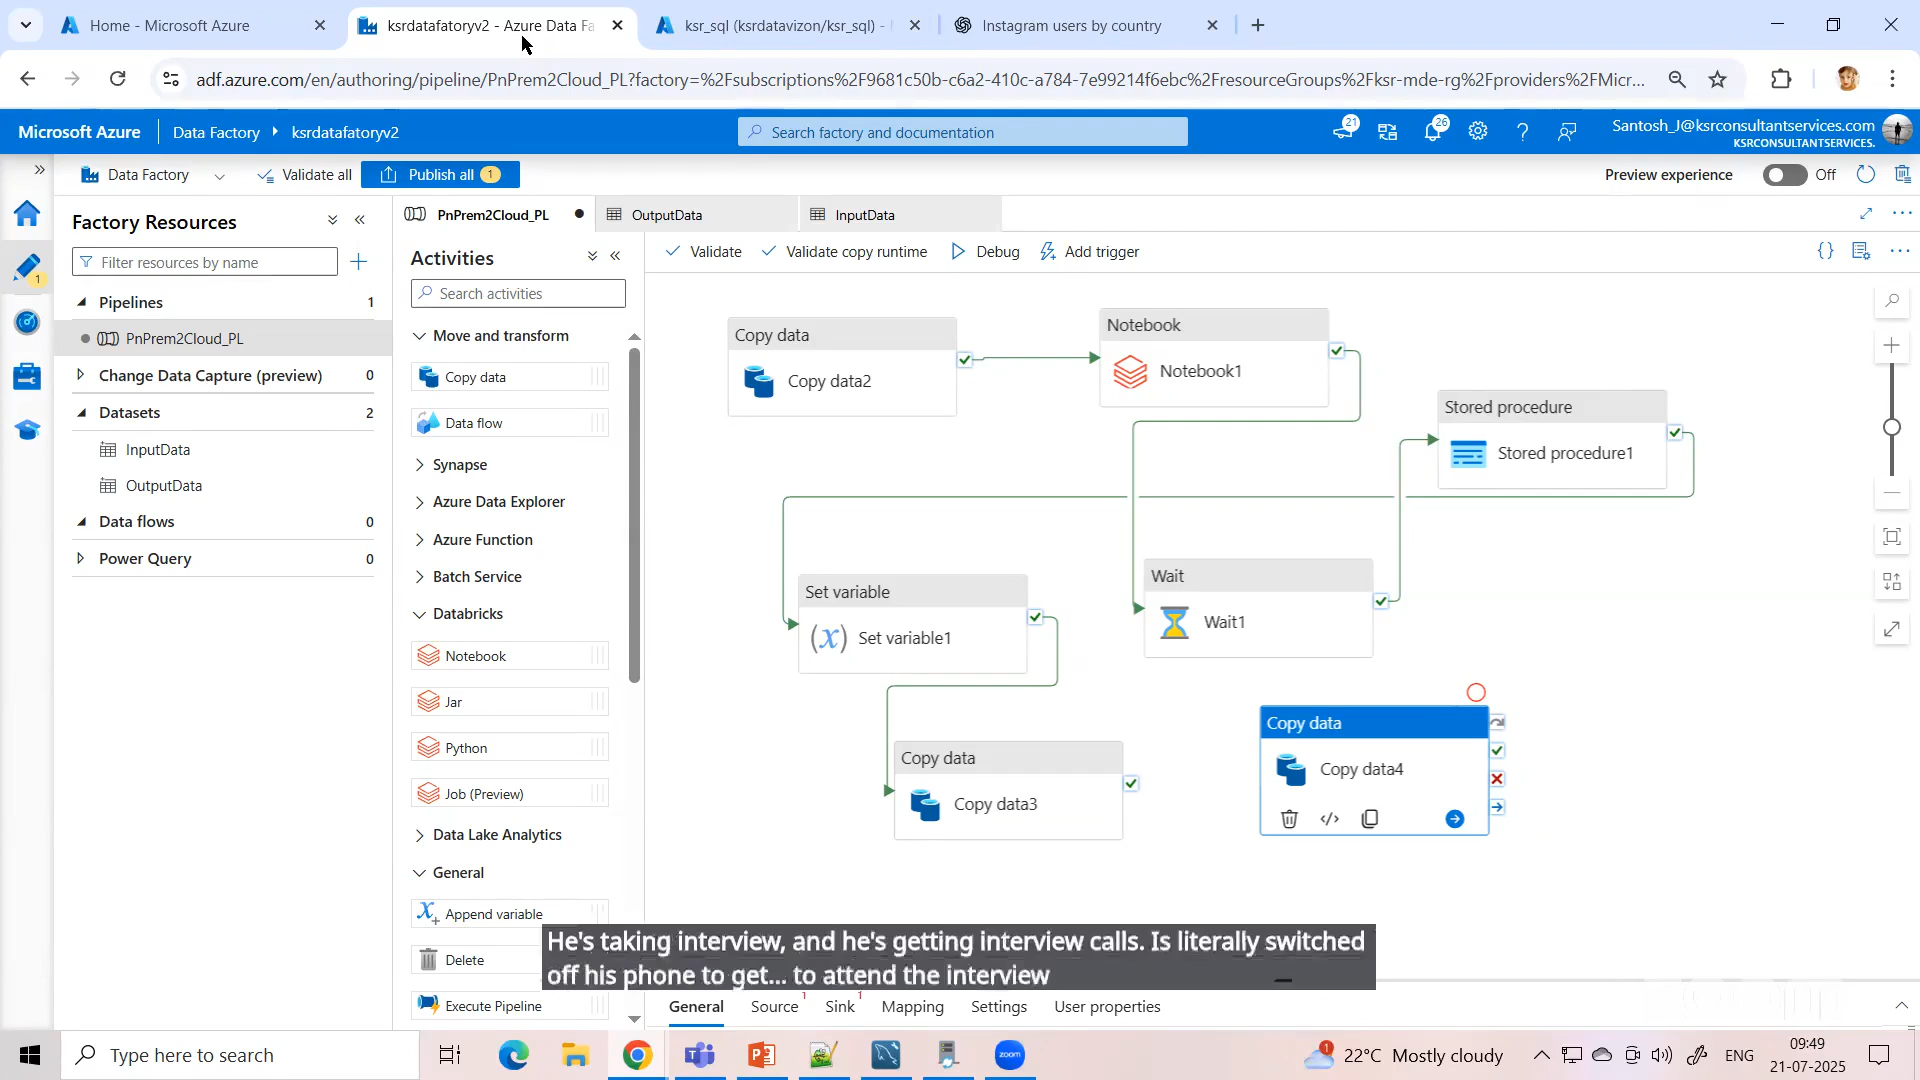 Home - Microsoft Azure
ksrdatafatoryv2 - Azure Data Fa
ksr_sql (ksrdatavizon/ksr_sql) -
Instagram users by country
adf.azure.com/en/authoring/pipeline/PnPrem2Cloud_PL?factory=%2Fsubscriptions%2F9681c50b-c6a2-410c-a784-7e99214f6ebc%2FresourceGroups%2Fksr-mde-rg%2Fproviders%2FMicr...
Microsoft Azure
Data Factory
ksrdatafatoryv2
Search factory and documentation
21
26
Santosh_J@ksrconsultantservices.com
KSRCONSULTANTSERVICES.
Data Factory
Validate all
Publish all 1
Preview experience
Off
Factory Resources
Filter resources by name
1
Pipelines 1
PnPrem2Cloud_PL
Change Data Capture (preview) 0
Datasets 2
InputData
OutputData
Data flows 0
Power Query 0
PnPrem2Cloud_PL
OutputData
InputData
Activities
Search activities
Move and transform
Copy data
Data flow
Synapse
Azure Data Explorer
Azure Function
Batch Service
Databricks
Notebook
Jar
Python
Job (Preview)
Data Lake Analytics
General
Append variable
Delete
Execute Pipeline
Validate
Validate copy runtime
Debug
Add trigger
Copy data
Copy data2
Notebook
Notebook1
Stored procedure
Stored procedure1
Set variable
(x) Set variable1
Wait
Wait1
Copy data
Copy data3
Copy data
Copy data4
He's taking interview, and he's getting interview calls. Is literally switched
off his phone to get... to attend the interview
General
Source 1
Sink 1
Mapping
Settings
User properties
Type here to search
zoom
1
22°C Mostly cloudy
ENG
09:49
21-07-2025